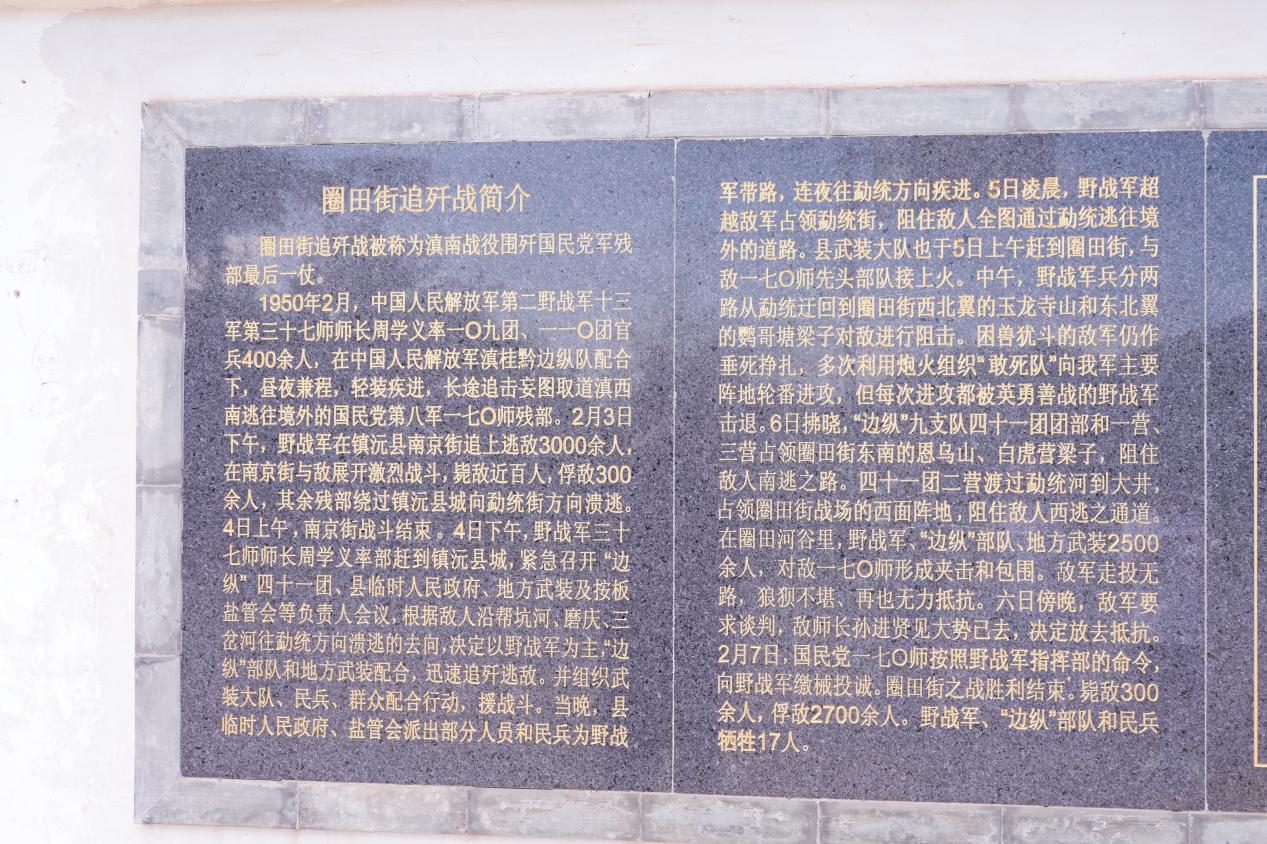 圈田街追歼战简介
圈田街追歼战被称为滇南战役围歼国民党军残
部最后一仗。
1950年2月，中国人民解放军第二野战军十三
军第三十七师师长周学义率一〇九团、一一〇团官
兵400余人，在中国人民解放军滇桂黔边纵队配合
下，昼夜兼程，轻装疾进，长途追击妄图取道滇西
南逃往境外的国民党第八军一七〇师残部。2月3日
下午，野战军在镇沅县南京街追上逃敌3000余人，
在南京街与敌展开激烈战斗，毙敌近百人，俘敌300
余人，其余残部绕过镇沅县城向勐统街方向溃逃。
4日上午，南京街战斗结束。4日下午，野战军三十
七师师长周学义率部赶到镇沅县城，紧急召开“边
纵”四十一团、县临时人民政府、地方武装及按板
盐管会等负责人会议，根据敌人沿帮坑河、磨庆、三
岔河往勐统方向溃逃的去向，决定以野战军为主，“边
纵”部队和地方武装配合，迅速追歼逃敌。并组织武
装大队、民兵、群众配合行动，援战斗。当晚，县
临时人民政府、盐管会派出部分人员和民兵为野战
军带路，连夜往勐统方向疾进。5日凌晨，野战军超
越敌军占领勐统街，阻住敌人全图通过勐统逃往境
外的道路。县武装大队也于5日上午赶到圈田街，与
敌一七〇师先头部队接上火。中午，野战军兵分两
路从勐统迂回到圈田街西北翼的玉龙寺山和东北翼
的鹦哥塘梁子对敌进行阻击。困兽犹斗的敌军仍作
垂死挣扎，多次利用炮火组织“敢死队”向我军主要
阵地轮番进攻，但每次进攻都被英勇善战的野战军
击退。6日拂晓，“边纵”九支队四十一团团部和一营、
三营占领圈田街东南的恩乌山、白虎营梁子，阻住
敌人南逃之路。四十一团二营渡过勐统河到大井，
占领圈田街战场的西面阵地，阻住敌人西逃之通道。
在圈田河谷里，野战军、“边纵”部队、地方武装2500
余人，对敌一七〇师形成夹击和包围。敌军走投无
路，狼狈不堪、再也无力抵抗。六日傍晚，敌军要
求谈判，敌师长孙进贤见大势已去，决定放去抵抗。
2月7日，国民党一七〇师按照野战军指挥部的命令，
向野战军缴械投诚。圈田街之战胜利结束。毙敌300
余人，俘敌2700余人。野战军、“边纵”部队和民兵
牺牲17人。